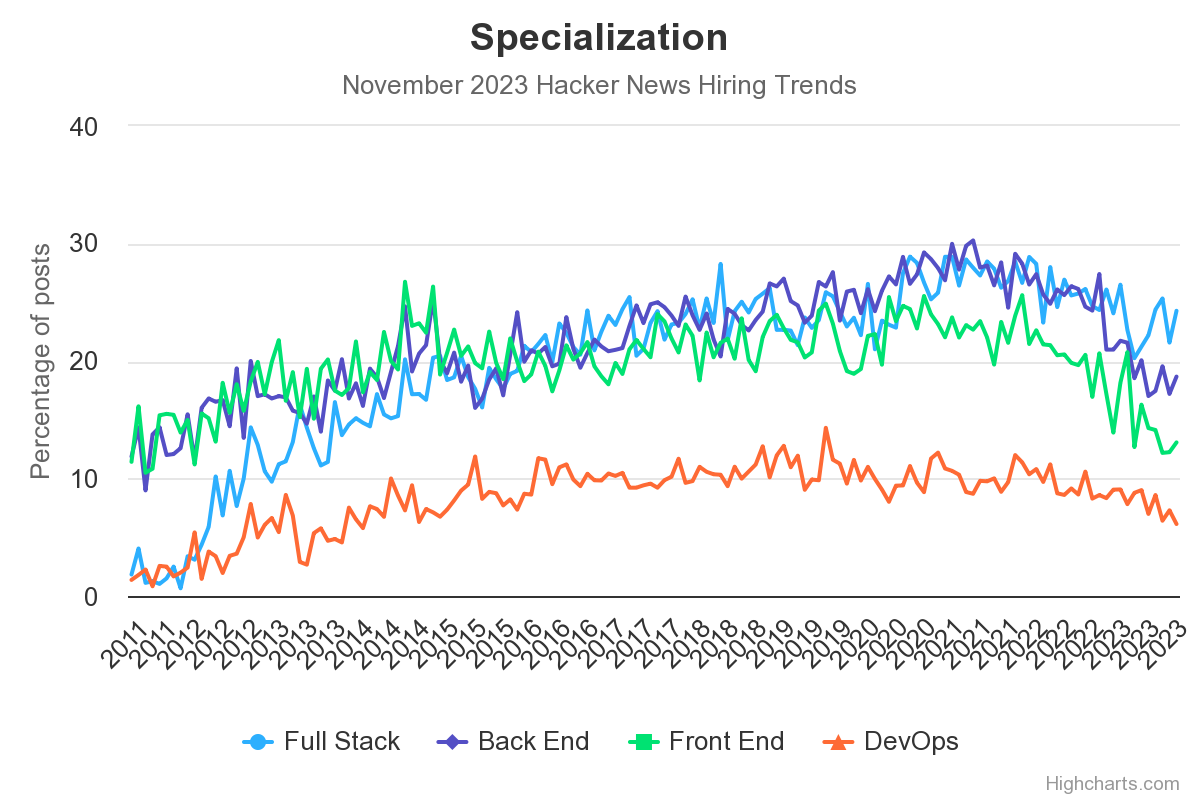 Specialization
November 2023 Hacker News Hiring Trends
Percentage of posts
40
30
20
10
0
2011 2011 2012 2012 2012 2013 2013 2013 2014 2014 2014 2015 2015 2015 2016 2016 2016 2017 2017 2017 2018 2018 2018 2019 2019 2019 2020 2020 2020 2021 2021 2021 2022 2022 2022 2023 2023 2023
Full Stack Back End Front End DevOps
Highcharts.com